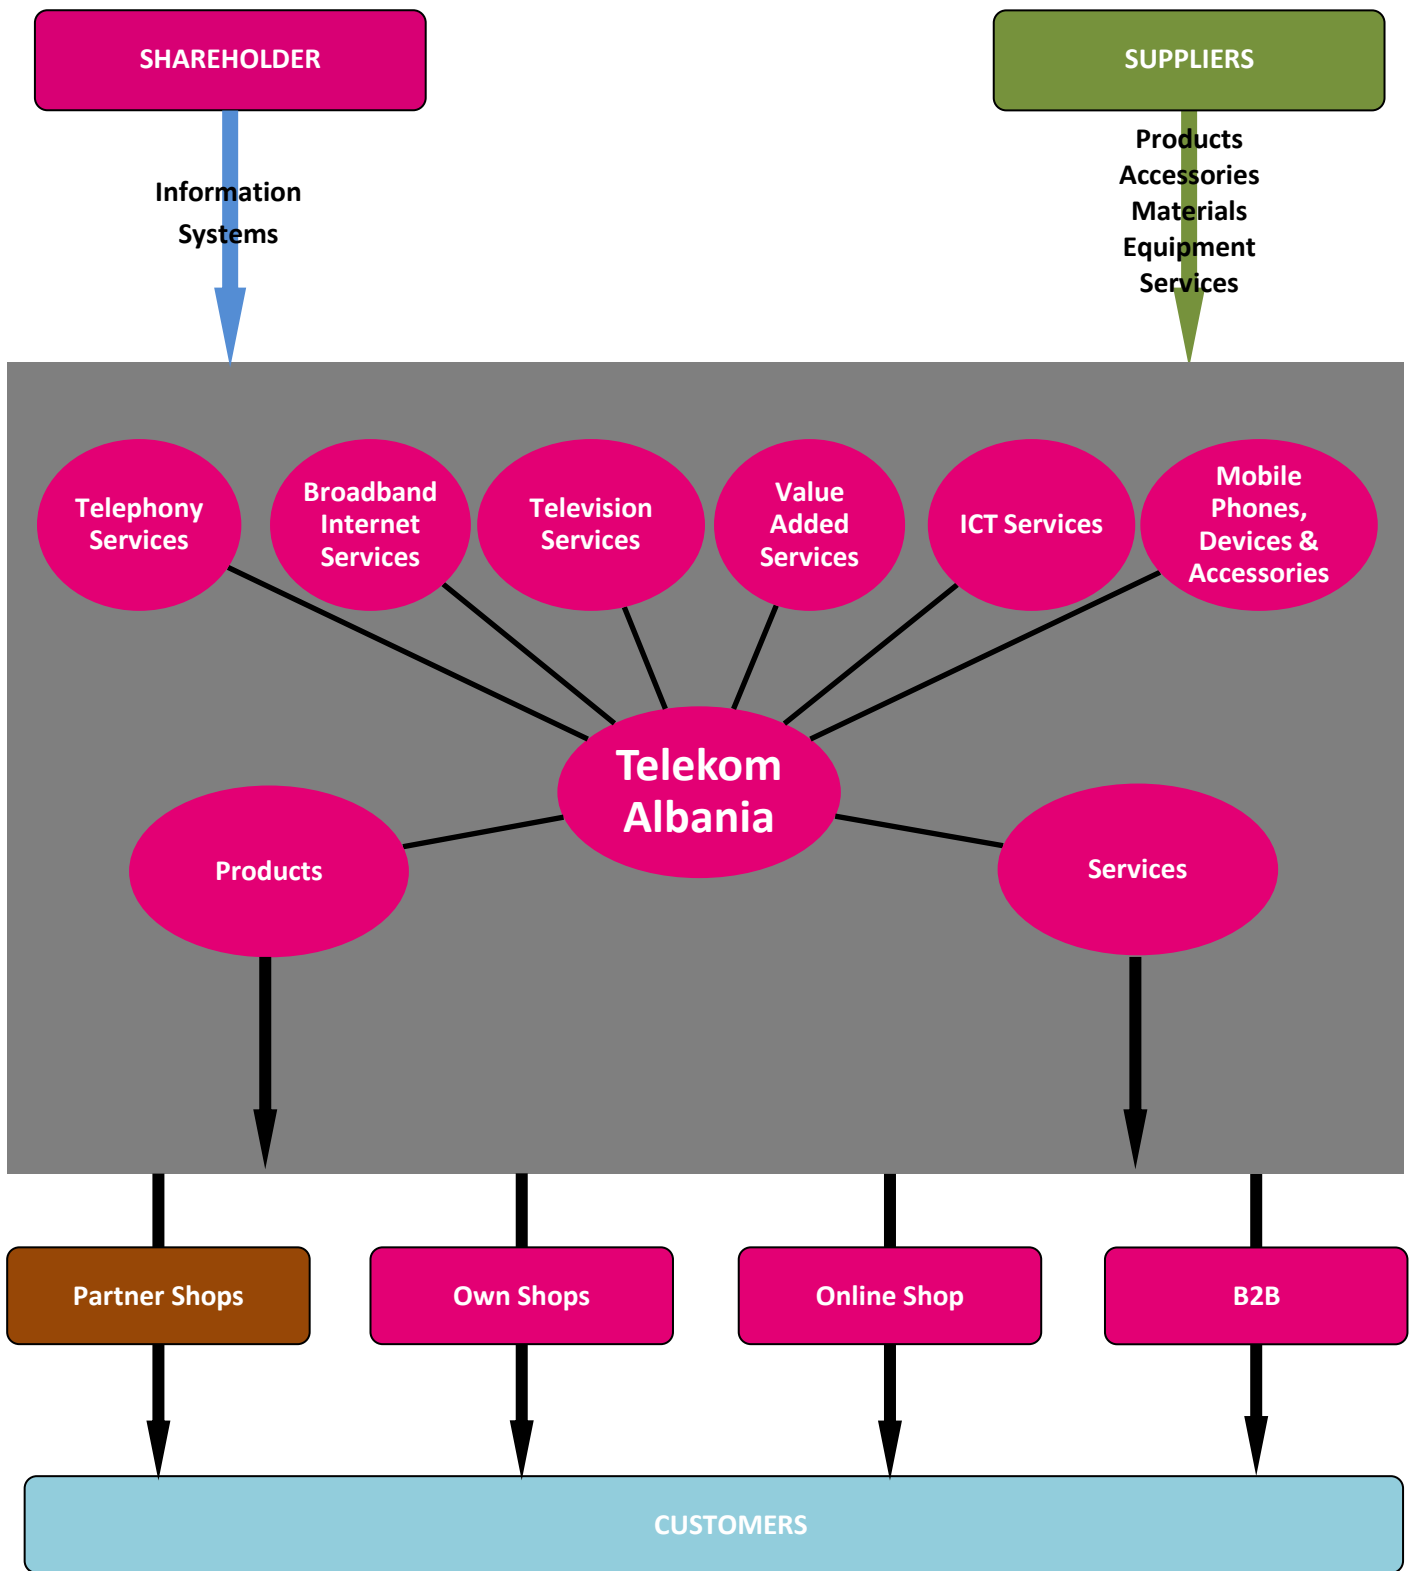 SHAREHOLDER
SUPPLIERS
Information
Systems
Products
Accessories
Materials
Equipment
Services
Telephony
Services
Broadband
Internet
Services
Television
Services
Value
Added
Services
ICT Services
Mobile
Phones,
Devices &
Accessories
Telekom
Albania
Products
Services
Partner Shops
Own Shops
Online Shop
B2B
CUSTOMERS